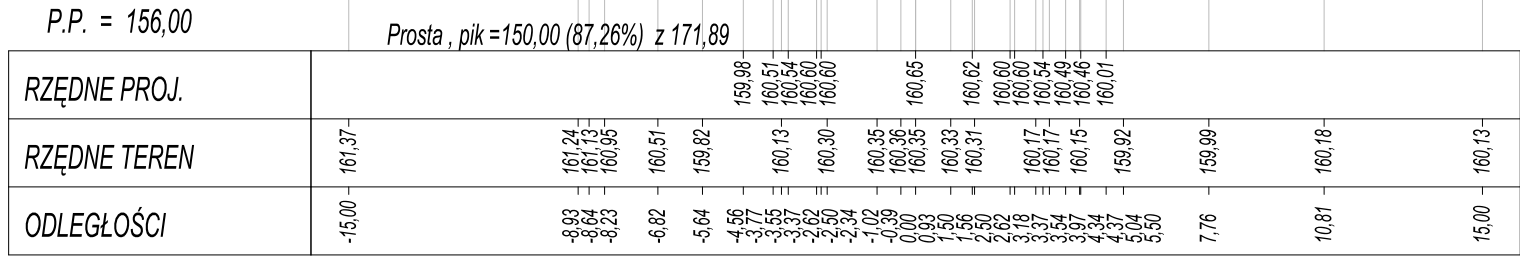 P.P. = 156,00
Prosta , pik =150,00 (87,26%) z 171,89
RZĘDNE PROJ. 159,98 160,51 160,54 160,60 160,60 160,65 160,62 160,60 160,60 160,54 160,49 160,46 160,01
RZĘDNE TEREN 161,37 161,24 161,13 160,95 160,51 159,82 160,13 160,30 160,35 160,36 160,35 160,33 160,31 160,17 160,17 160,15 159,92 159,99 160,18 160,13
ODLEGŁOŚCI -15,00 -8,93 -8,64 -8,23 -6,82 -5,64 -4,56 -3,77 -3,55 -3,37 -2,62 -2,50 -2,34 -1,02 -0,39 0,00 0,93 1,50 1,56 2,50 2,62 3,18 3,37 3,54 3,97 4,34 4,37 5,04 5,50 7,76 10,81 15,00